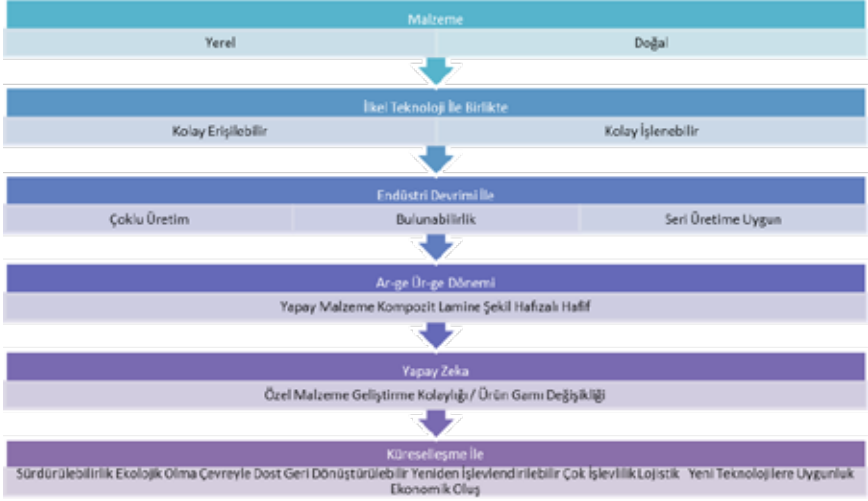 Malzeme
Yerel Doğal
İlkel Teknoloji İle Birlikte
Kolay Erişilebilir Kolay İşlenebilir
Endüstri Devrimi İle
Çoklu Üretim Bulunabilirlik Seri Üretime Uygun
Ar-ge Ür-ge Dönemi
Yapay Malzeme Kompozit Lamine Şekil Hafızalı Hafif
Yapay Zeka
Özel Malzeme Geliştirme Kolaylığı / Ürün Gamı Değişikliği
Küreselleşme İle
Sürdürülebilirlik Ekolojik Olma Çevreyle Dost Geri Dönüştürülebilir Yeniden İşlevlendirilebilir Çok İşlevlilik Lojistik Yeni Teknolojilere Uygunluk
Ekonomik Oluş